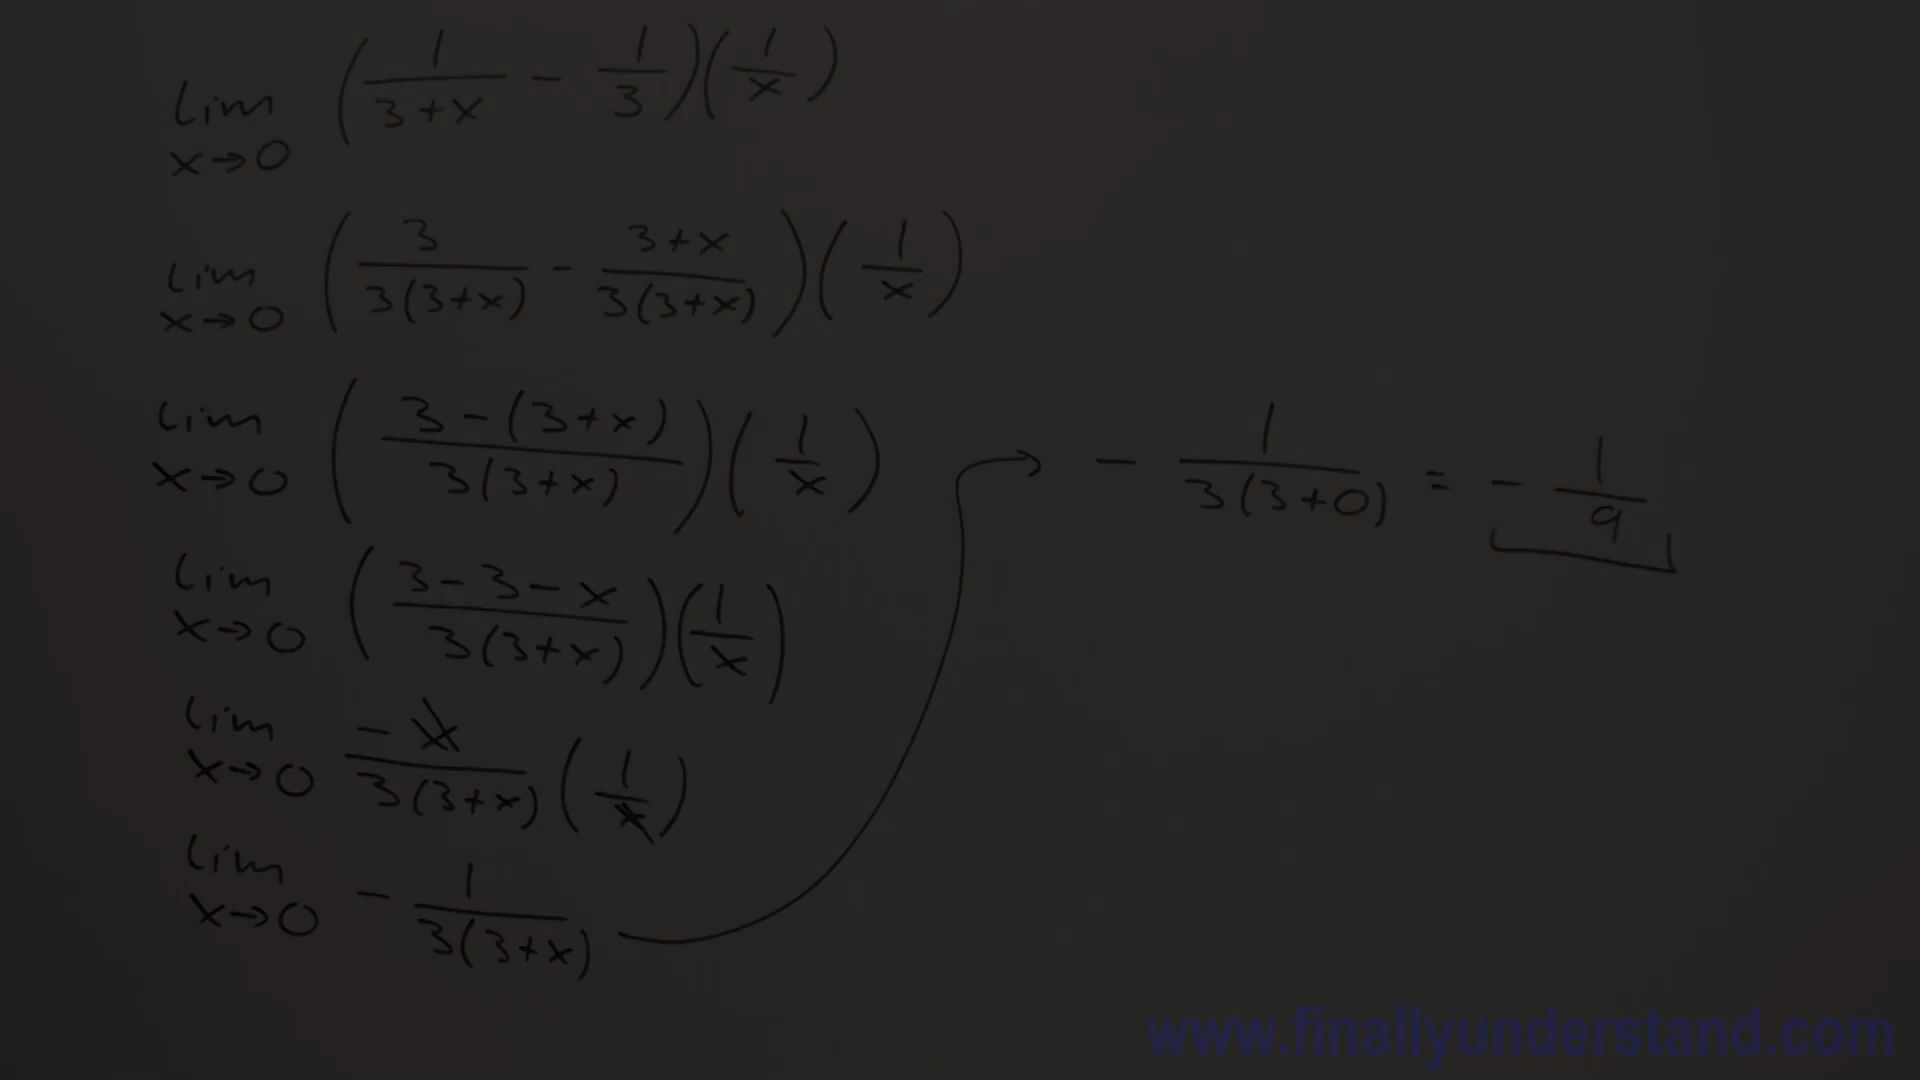 lim x→0 (1/(3+x) - 1/3)(1/x)
lim x→0 (3/(3(3+x)) - (3+x)/(3(3+x)))(1/x)
lim x→0 ((3-(3+x))/(3(3+x)))(1/x)
lim x→0 ((3-3-x)/(3(3+x)))(1/x)
lim x→0 -x/(3(3+x)) (1/x)
lim x→0 - 1/(3(3+x))
→ - 1/(3(3+0)) = - 1/9
www.finallyunderstand.com